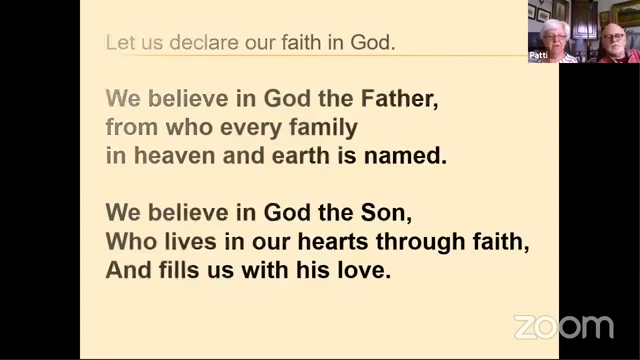 Let us declare our faith in God.
Patti
We believe in God the Father,
from who every family
in heaven and earth is named.
We believe in God the Son,
Who lives in our hearts through faith,
And fills us with his love.
zoom